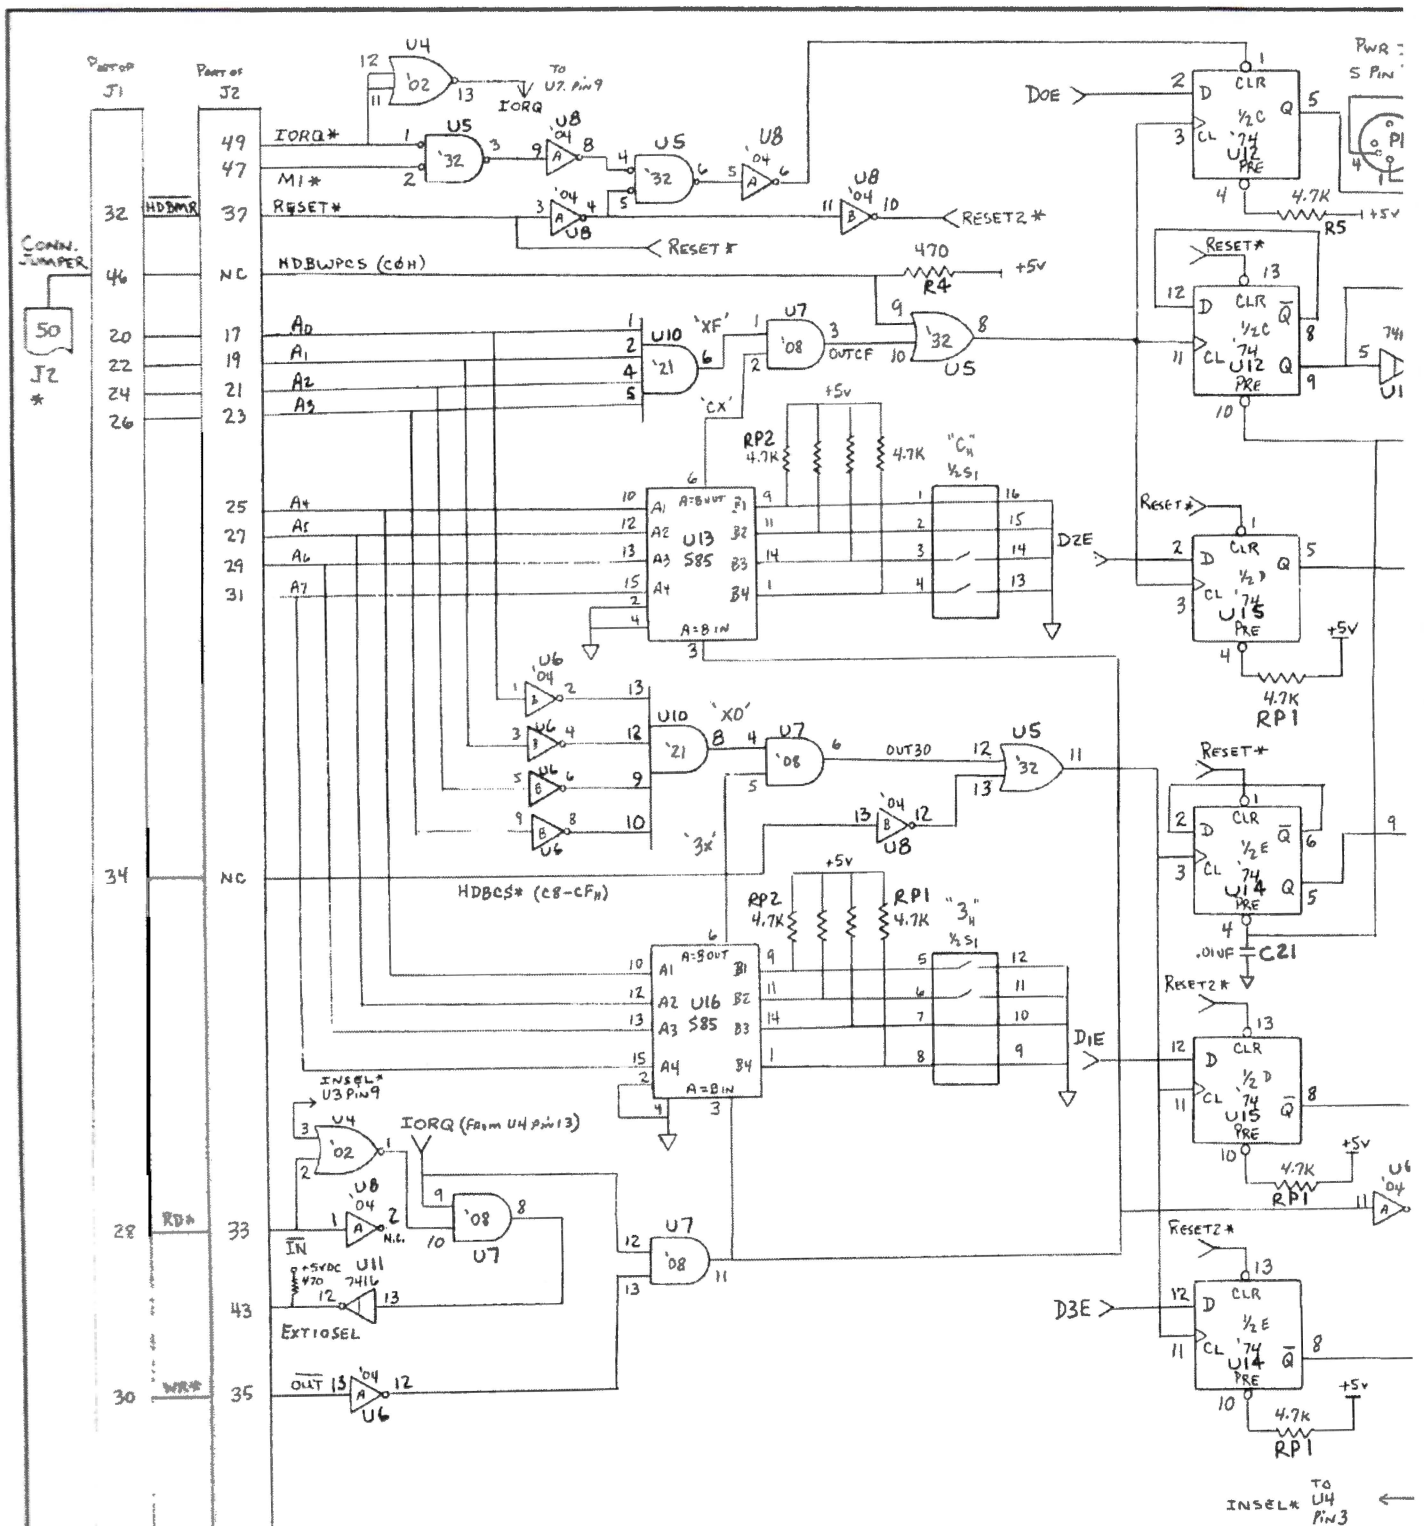 PORT OF
J1
PART OF
J2
49
IORQ*
47
M1*
32
HDBMR
37
RESET*
CONN.
JUMPER
46
NC
HDBWPCS (C0H)
50
J2
*
20
17
A0
22
19
A1
24
21
A2
26
23
A3
25
A4
27
A5
29
A6
31
A7
34
NC
HDBCS* (C8-CFH)
28
RD*
33
IN
43
EXTIOSEL
30
WR*
35
OUT
U4
12
11
'02
13
IORQ
TO
U7 PIN 9
1
2
U5
'32
3
9
U8
'04
A
8
4
5
U5
'32
6
5
U8
'04
A
6
3
'04
A
4
U8
11
U8
'04
B
10
RESET2*
RESET*
470
R4
+5V
1
2
4
5
U10
'21
6
'XF'
1
2
U7
'08
3
OUTCF
'CX'
9
10
'32
8
U5
6
A=BOUT
10
A1
12
A2
13
A3
15
A4
2
4
U13
S85
B1
9
B2
11
B3
14
B4
1
A=BIN
3
RP2
4.7K
+5V
4.7K
"CH"
1/2 S1
1
16
2
15
3
14
4
13
U6
'04
1
2
13
3
U6
4
12
5
U6
6
9
9
U6
8
10
B
U10
'21
8
'X0'
4
5
U7
'08
6
OUT30
'3X'
12
13
U5
'32
11
13
'04
B
12
U8
6
A=BOUT
10
A1
12
A2
13
A3
15
A4
2
4
U16
S85
B1
9
B2
11
B3
14
B4
1
A=BIN
3
RP2
4.7K
+5V
RP1
4.7K
"3H"
1/2 S1
5
12
6
11
7
10
8
9
INSEL*
U3 PIN 9
3
2
U4
'02
1
IORQ (FROM U4 PIN 13)
1
U8
'04
A
2
N.C.
9
10
'08
8
U7
+5VDC
470
12
U11
7416
13
12
13
U7
'08
11
13
'04
A
12
U6
D0E
2
D
1
CLR
Q
5
1/2 C
'74
U12
3
CL
PRE
4
4.7K
R5
+5V
RESET*
13
12
D
CLR
Q
8
1/2 C
'74
U12
11
CL
Q
9
PRE
10
5
RESET*
1
D2E
2
D
CLR
Q
5
1/2 D
'74
U15
3
CL
PRE
4
+5V
4.7K
RP1
RESET*
1
2
D
CLR
Q
6
1/2 E
'74
U14
3
CL
Q
5
PRE
4
9
.01UF
C21
RESET2*
13
D1E
12
D
CLR
1/2 D
'74
U15
Q
8
11
CL
PRE
10
+5V
4.7K
RP1
11
U6
'04
A
RESET2*
13
D3E
12
D
CLR
1/2 E
'74
U14
Q
8
11
CL
PRE
10
+5V
4.7K
RP1
PWR
5 PIN
4
1
INSEL*
TO
U4
PIN 3